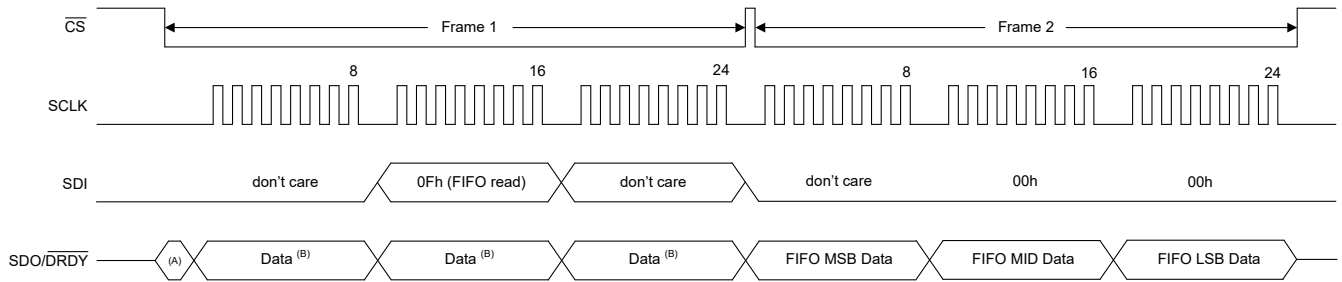 CS
Frame 1
Frame 2
8
16
24
8
16
24
SCLK
SDI
don't care
0Fh (FIFO read)
don't care
don't care
00h
00h
SDO/DRDY
(A)
Data (B)
Data (B)
Data (B)
FIFO MSB Data
FIFO MID Data
FIFO LSB Data